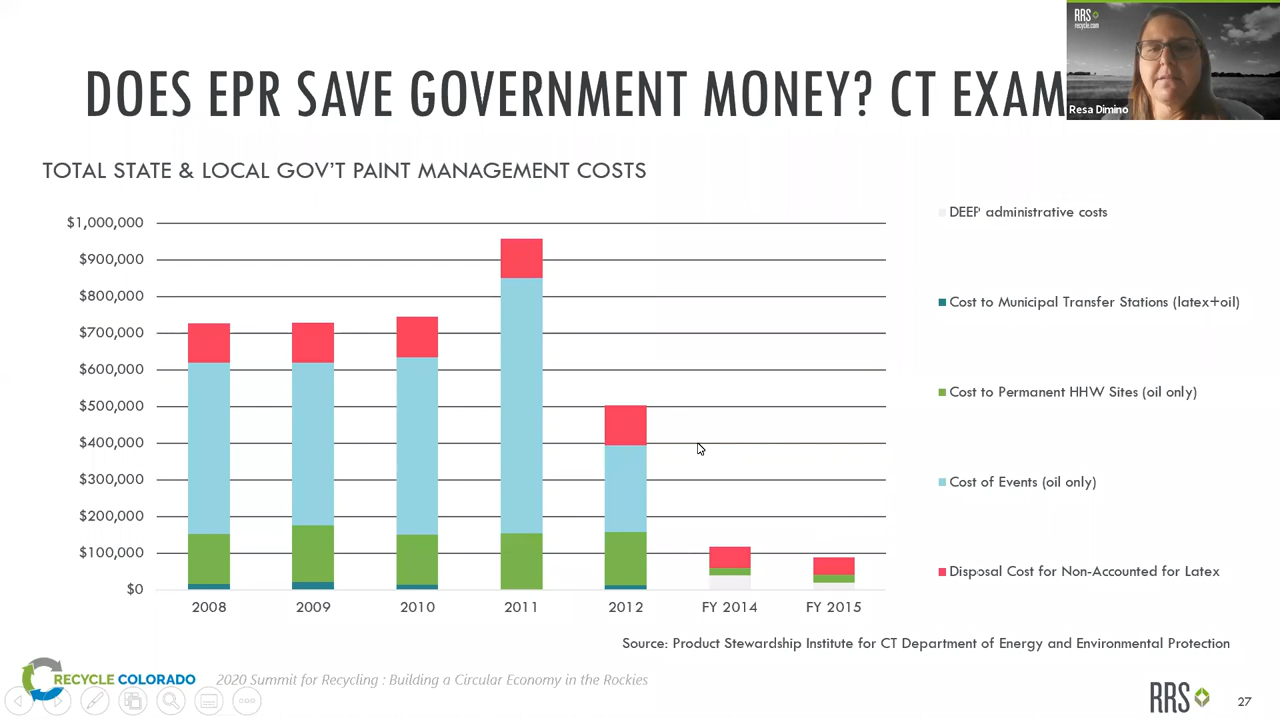 RRS
recycle.com
Resa Dimino
DOES EPR SAVE GOVERNMENT MONEY? CT EXAM
TOTAL STATE & LOCAL GOV'T PAINT MANAGEMENT COSTS
$1,000,000
$900,000
$800,000
$700,000
$600,000
$500,000
$400,000
$300,000
$200,000
$100,000
$0
2008 2009 2010 2011 2012 FY 2014 FY 2015
DEEP administrative costs
Cost to Municipal Transfer Stations (latex+oil)
Cost to Permanent HHW Sites (oil only)
Cost of Events (oil only)
Disposal Cost for Non-Accounted for Latex
Source: Product Stewardship Institute for CT Department of Energy and Environmental Protection
RECYCLE COLORADO
2020 Summit for Recycling : Building a Circular Economy in the Rockies
RRS
27